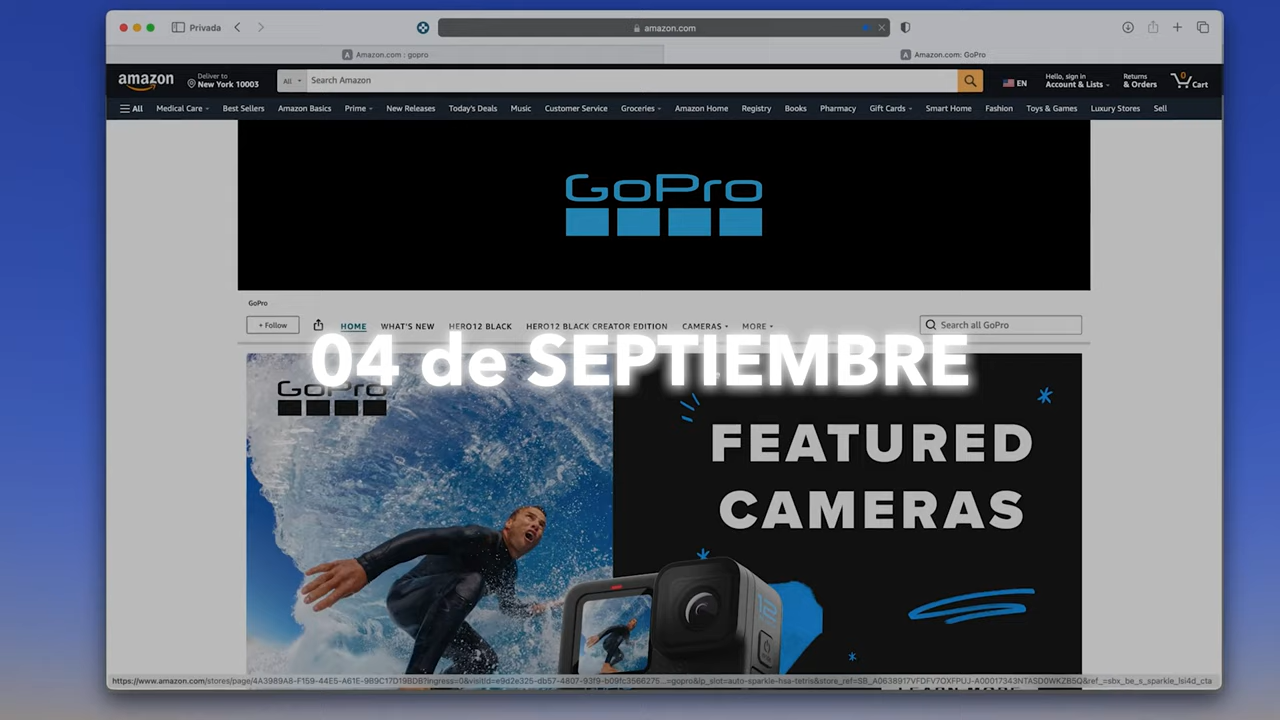 Privada
amazon.com
Amazon.com : gopro
Amazon.com: GoPro
amazon
Deliver to
New York 10003
All
Search Amazon
EN
Hello, sign in
Account & Lists
Returns
& Orders
0
Cart
All
Medical Care
Best Sellers
Amazon Basics
Prime
New Releases
Today's Deals
Music
Customer Service
Groceries
Amazon Home
Registry
Books
Pharmacy
Gift Cards
Smart Home
Fashion
Toys & Games
Luxury Stores
Sell
GoPro
GoPro
+ Follow
HOME
WHAT'S NEW
HERO12 BLACK
HERO12 BLACK CREATOR EDITION
CAMERAS
MORE
Search all GoPro
04 de SEPTIEMBRE
GoPro
FEATURED
CAMERAS
12